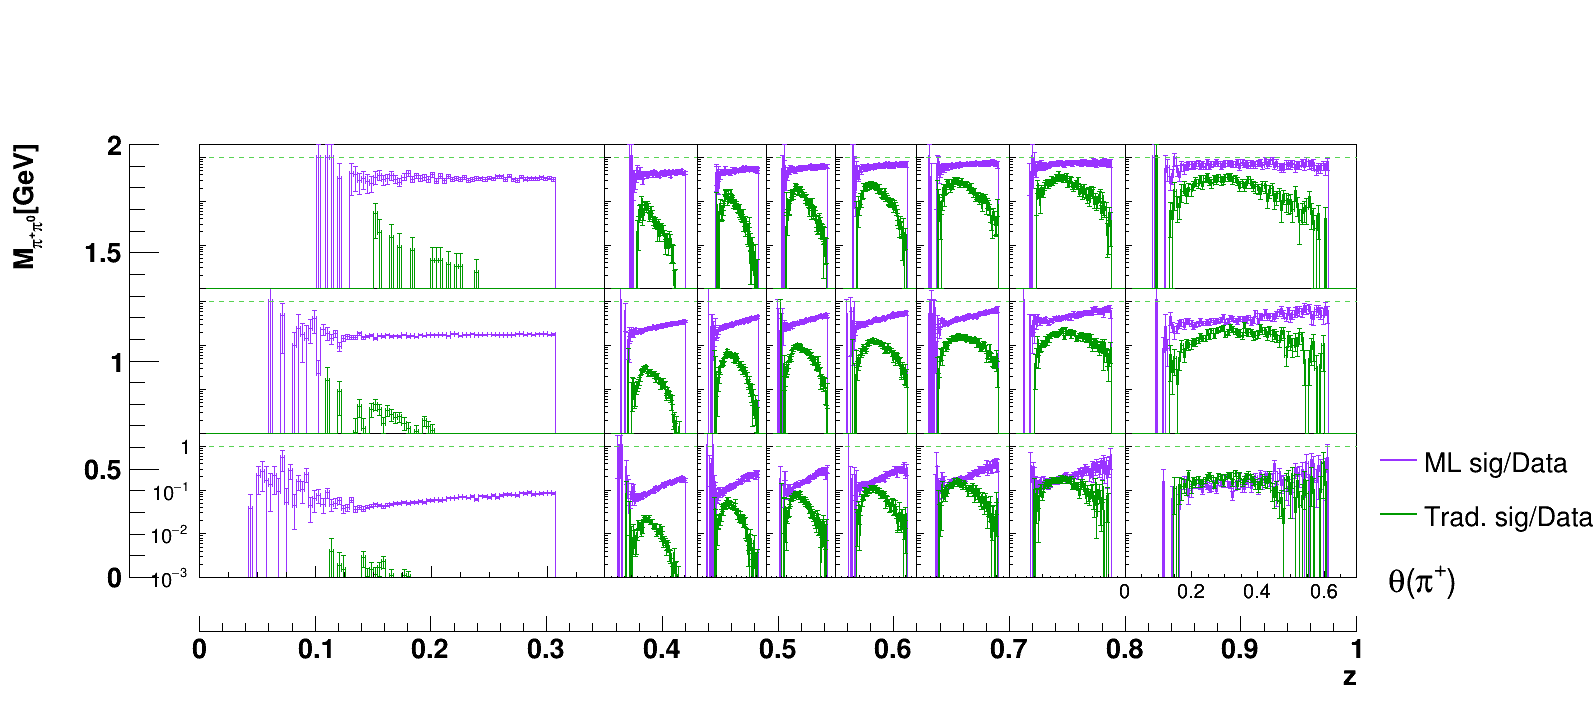 M π⁺π⁰ [GeV]
2
1.5
1
0.5
0
1
10⁻¹
10⁻²
10⁻³
ML sig/Data
Trad. sig/Data
0 0.2 0.4 0.6
θ(π⁺)
0 0.1 0.2 0.3 0.4 0.5 0.6 0.7 0.8 0.9 1
z